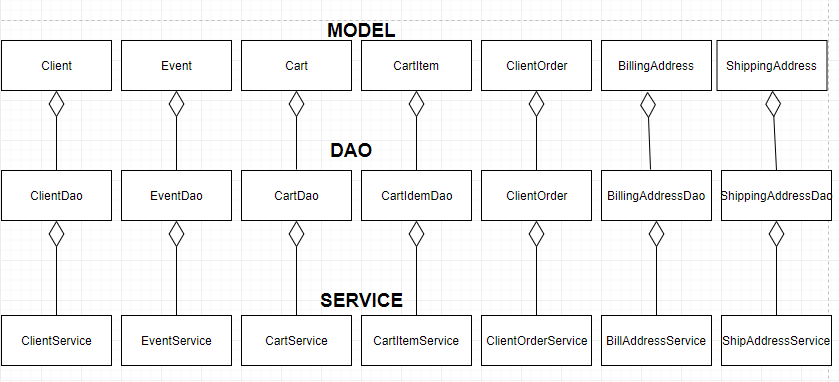 MODEL
Client
Event
Cart
CartItem
ClientOrder
BillingAddress
ShippingAddress
DAO
ClientDao
EventDao
CartDao
CartIdemDao
ClientOrder
BillingAddressDao
ShippingAddressDao
SERVICE
ClientService
EventService
CartService
CartItemService
ClientOrderService
BillAddressService
ShipAddressService